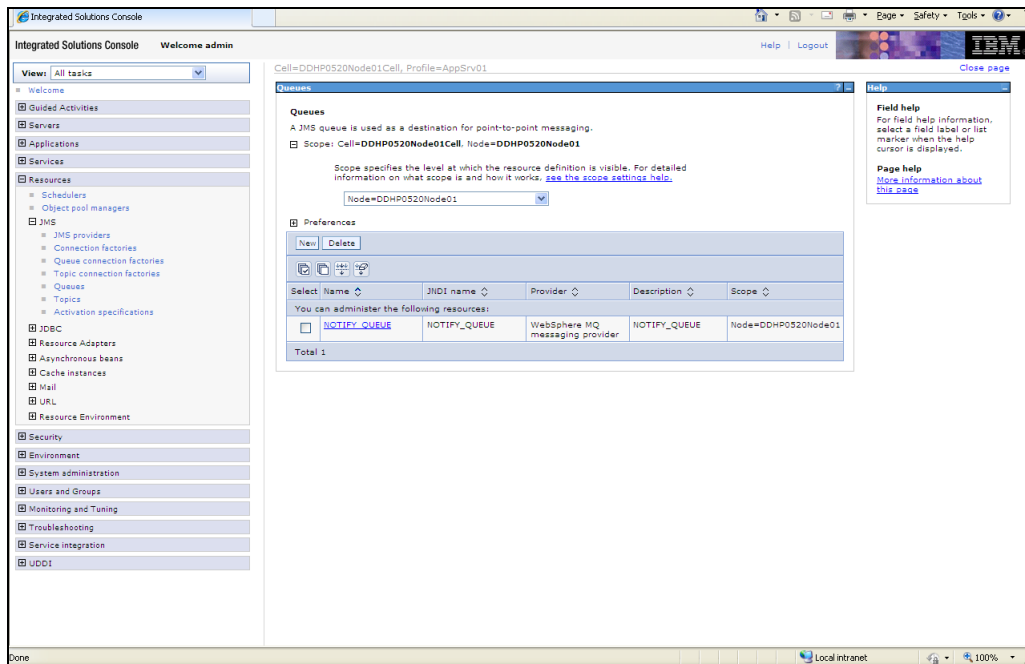 Integrated Solutions Console
Page
Safety
Tools
Integrated Solutions Console Welcome admin
Help | Logout
IBM.
View: All tasks
Welcome
Guided Activities
Servers
Applications
Services
Resources
Schedulers
Object pool managers
JMS
JMS providers
Connection factories
Queue connection factories
Topic connection factories
Queues
Topics
Activation specifications
JDBC
Resource Adapters
Asynchronous beans
Cache instances
Mail
URL
Resource Environment
Security
Environment
System administration
Users and Groups
Monitoring and Tuning
Troubleshooting
Service integration
UDDI
Cell=DDHP0520Node01Cell, Profile=AppSrv01
Close page
Queues
?
Queues
A JMS queue is used as a destination for point-to-point messaging.
Scope: Cell=DDHP0520Node01Cell, Node=DDHP0520Node01
Scope specifies the level at which the resource definition is visible. For detailed
information on what scope is and how it works, see the scope settings help.
Node=DDHP0520Node01
Preferences
New Delete
Select Name JNDI name Provider Description Scope
You can administer the following resources:
NOTIFY_QUEUE NOTIFY_QUEUE WebSphere MQ NOTIFY_QUEUE Node=DDHP0520Node01
messaging provider
Total 1
Help
Field help
For field help information,
select a field label or list
marker when the help
cursor is displayed.
Page help
More information about
this page
Done
Local intranet
100%